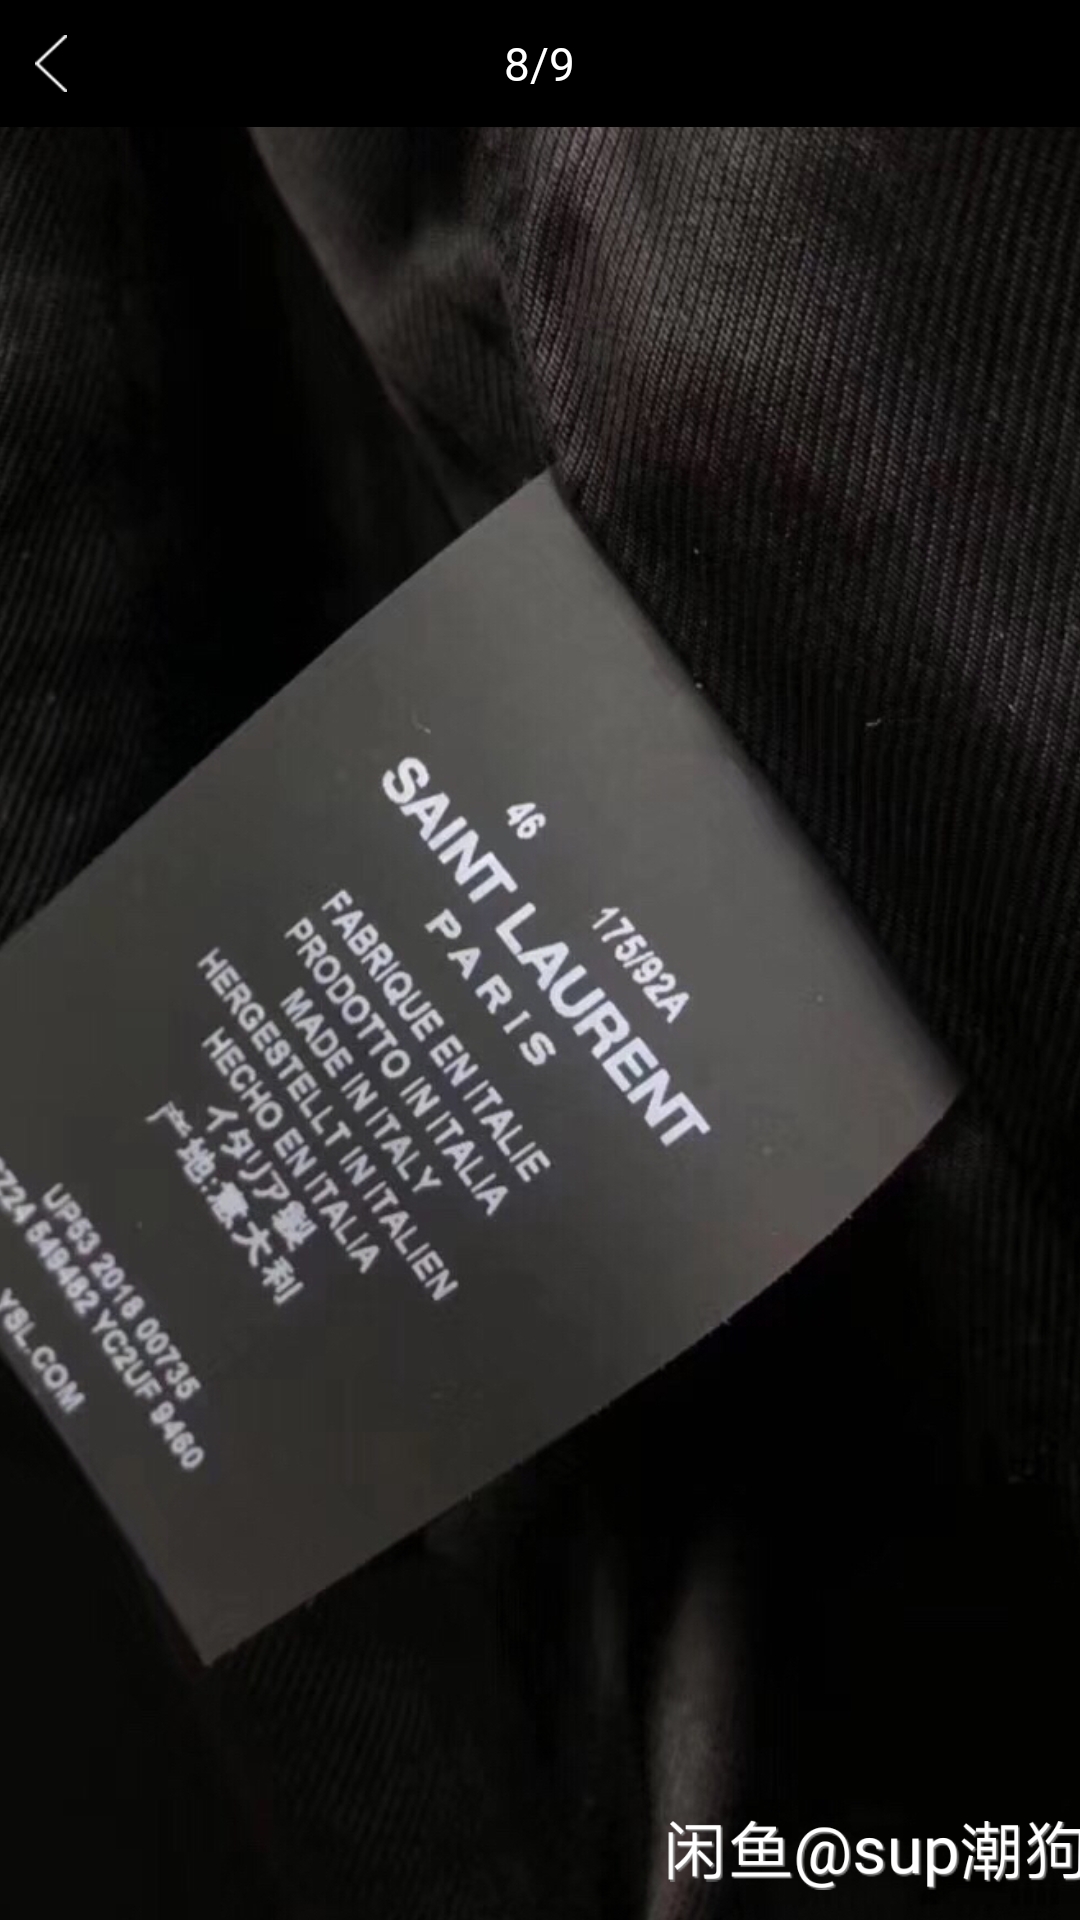 8/9
46 175/92A
SAINT LAURENT
PARIS
FABRIQUE EN ITALIE
PRODOTTO IN ITALIA
MADE IN ITALY
HERGESTELLT IN ITALIEN
HECHO EN ITALIA
イタリア製
产地:意大利
UP53 2018 00735
549482 YC2UF 9460
YSL.COM
闲鱼@sup潮狗